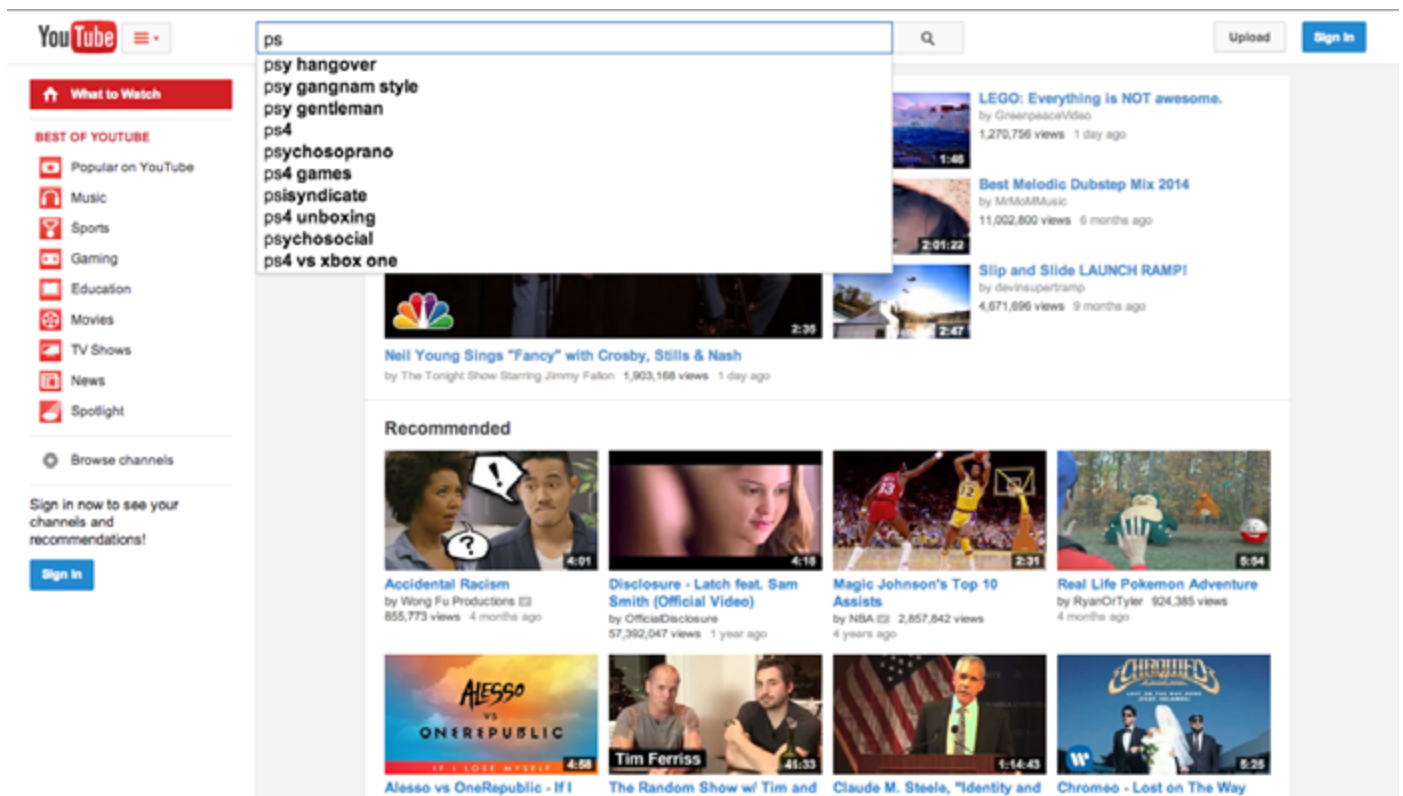 YouTube
ps
Upload
Sign In
psy hangover
psy gangnam style
psy gentleman
ps4
psychosoprano
ps4 games
psisyndicate
ps4 unboxing
psychosocial
ps4 vs xbox one
What to Watch
BEST OF YOUTUBE
Popular on YouTube
Music
Sports
Gaming
Education
Movies
TV Shows
News
Spotlight
Browse channels
Sign in now to see your
channels and
recommendations!
Sign In
1:46
LEGO: Everything is NOT awesome.
by GreenpeaceVideo
1,270,756 views 1 day ago
2:01:22
Best Melodic Dubstep Mix 2014
by MrMoMMusic
11,002,800 views 6 months ago
2:47
Slip and Slide LAUNCH RAMP!
by devinsupertramp
4,671,696 views 9 months ago
2:35
Neil Young Sings "Fancy" with Crosby, Stills & Nash
by The Tonight Show Starring Jimmy Fallon 1,903,168 views 1 day ago
Recommended
!
?
4:01
Accidental Racism
by Wong Fu Productions
855,773 views 4 months ago
4:18
Disclosure - Latch feat. Sam
Smith (Official Video)
by OfficialDisclosure
57,392,047 views 1 year ago
13
32
2:31
Magic Johnson's Top 10
Assists
by NBA 2,857,842 views
4 years ago
5:54
Real Life Pokemon Adventure
by RyanOrTyler 924,385 views
4 months ago
ALESSO
VS
ONEREPUBLIC
IF I LOSE MYSELF
4:58
Alesso vs OneRepublic - If I
Tim Ferriss
41:33
The Random Show w/ Tim and
1:14:43
Claude M. Steele, "Identity and
CHROMEO
5:25
Chromeo - Lost on The Way